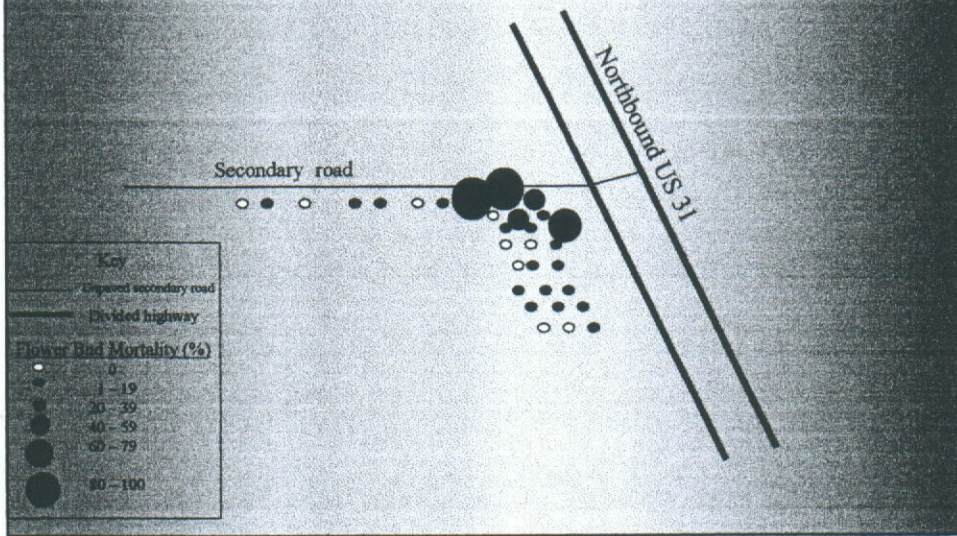 Northbound US 31
Secondary road
Key
Unpaved secondary road
Divided highway
Flower Bud Mortality (%)
0
1 – 19
20 – 39
40 – 59
60 – 79
80 – 100